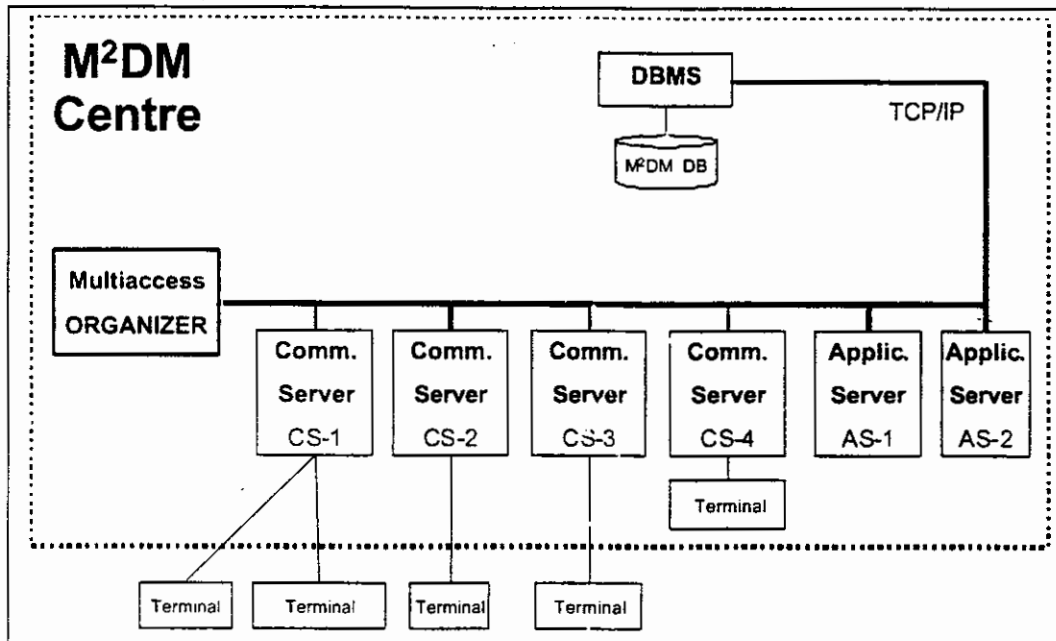 M²DM
Centre
DBMS
TCP/IP
M²DM DB
Multiaccess
ORGANIZER
Comm.
Server
CS-1
Comm.
Server
CS-2
Comm.
Server
CS-3
Comm.
Server
CS-4
Applic.
Server
AS-1
Applic.
Server
AS-2
Terminal
Terminal
Terminal
Terminal
Terminal